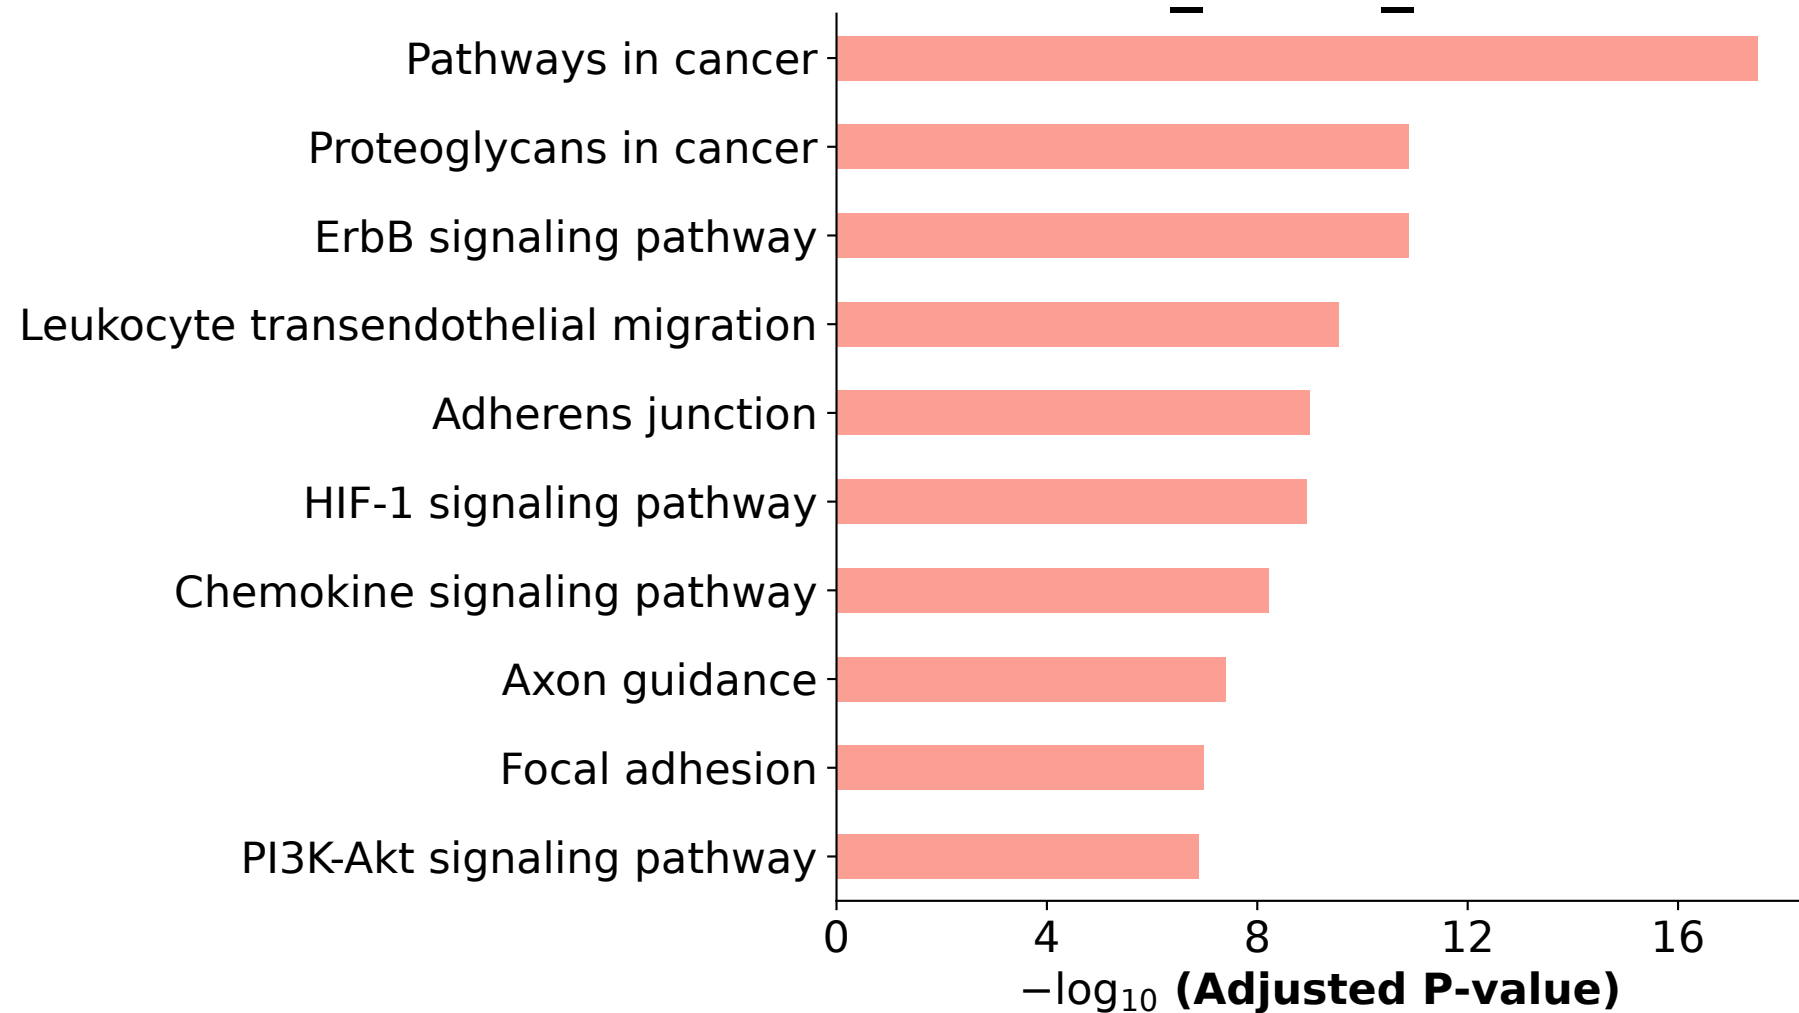 Pathways in cancer
Proteoglycans in cancer
ErbB signaling pathway
Leukocyte transendothelial migration
Adherens junction
HIF-1 signaling pathway
Chemokine signaling pathway
Axon guidance
Focal adhesion
PI3K-Akt signaling pathway
0 4 8 12 16
−log₁₀ (Adjusted P-value)